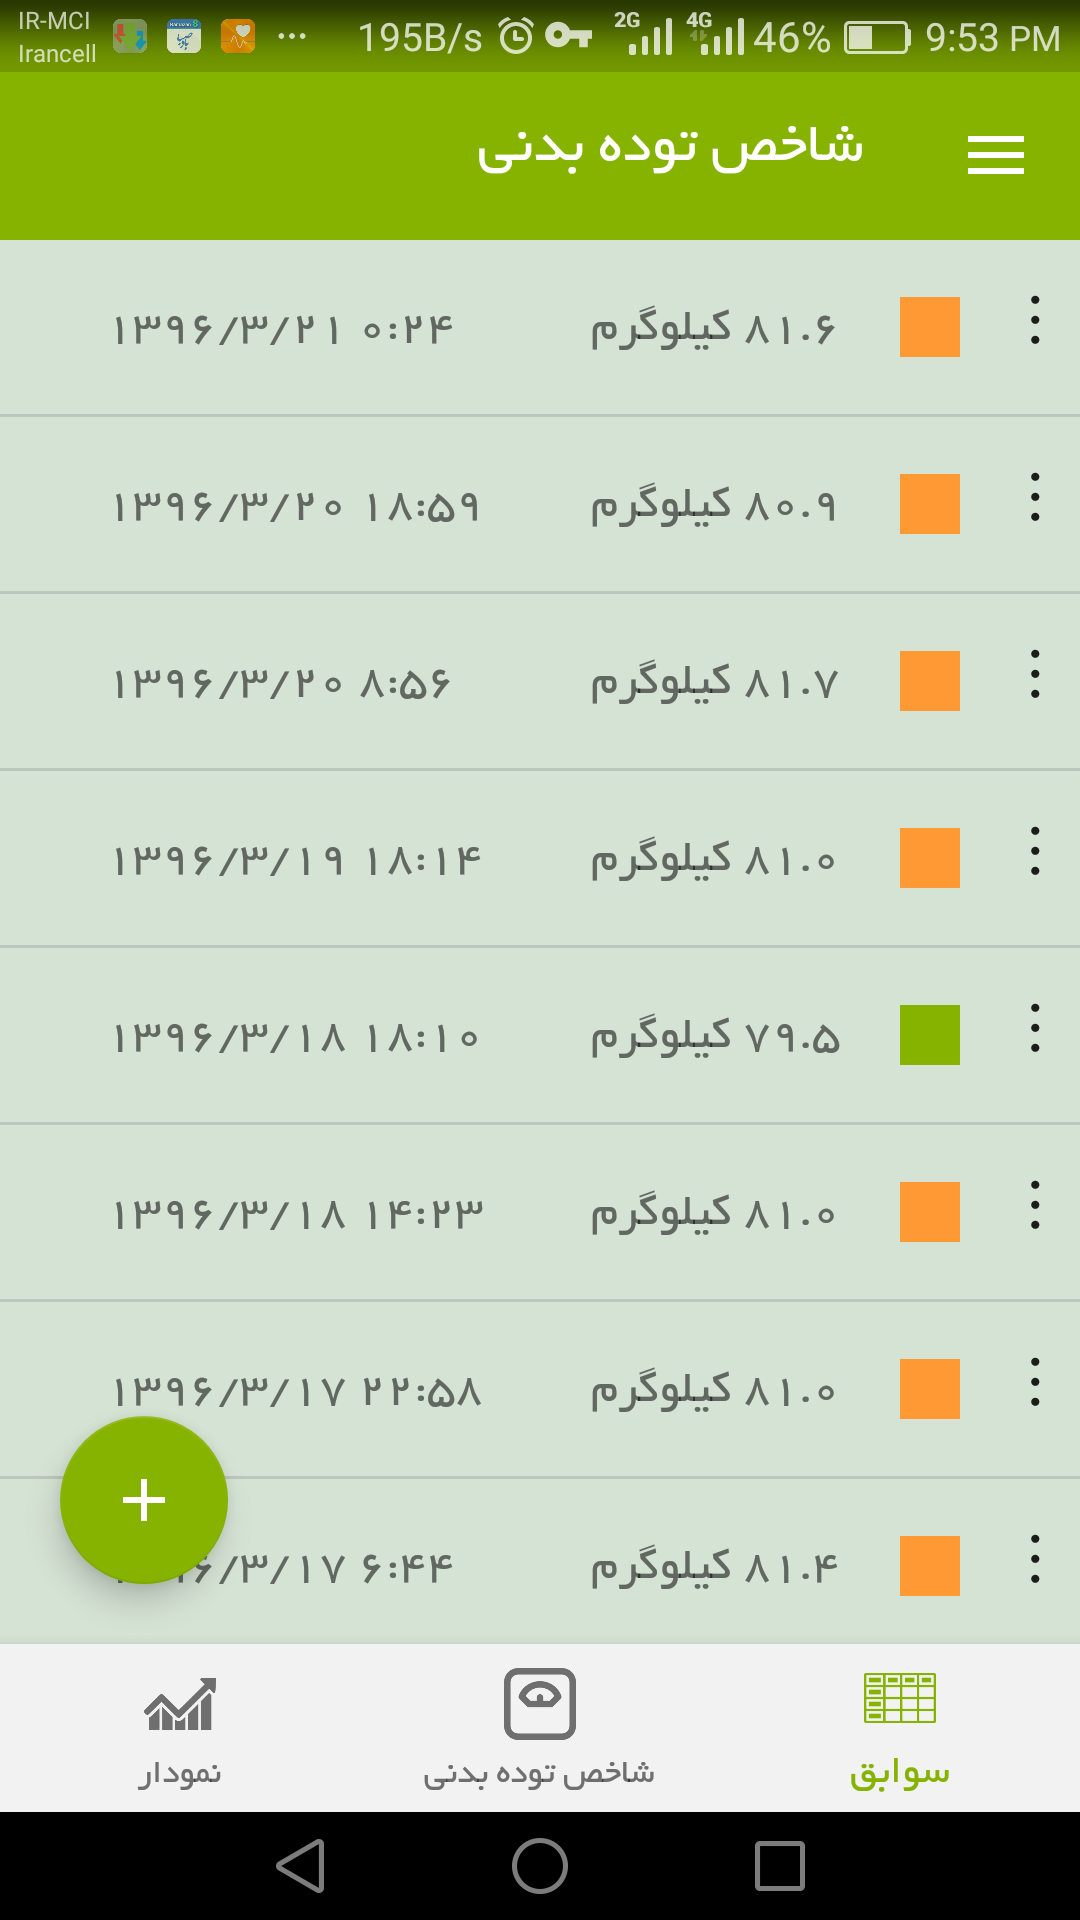 IR-MCI
Irancell
195B/s 2G 4G 46% 9:53 PM
شاخص توده بدنی
۸۱.۶ کیلوگرم ۱۳۹۶/۳/۲۱ ۰:۲۴
۸۰.۹ کیلوگرم ۱۳۹۶/۳/۲۰ ۱۸:۵۹
۸۱.۷ کیلوگرم ۱۳۹۶/۳/۲۰ ۸:۵۶
۸۱.۰ کیلوگرم ۱۳۹۶/۳/۱۹ ۱۸:۱۴
۷۹.۵ کیلوگرم ۱۳۹۶/۳/۱۸ ۱۸:۱۰
۸۱.۰ کیلوگرم ۱۳۹۶/۳/۱۸ ۱۴:۲۳
۸۱.۰ کیلوگرم ۱۳۹۶/۳/۱۷ ۲۲:۵۸
۸۱.۴ کیلوگرم ۶/۳/۱۷ ۶:۴۴
سوابق
شاخص توده بدنی
نمودار